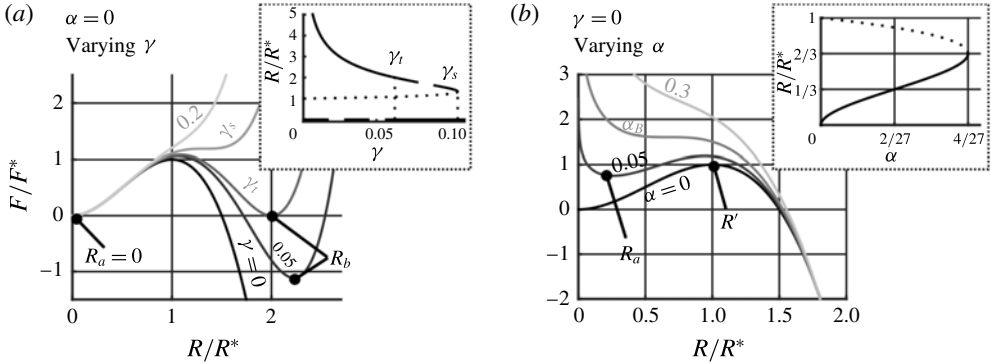 (a) α = 0
Varying γ
F/F*
2
1
0
−1
0 1 2
R/R*
0.2
γs
γt
0.05
γ = 0
Ra = 0
Rb
R/R*
5
4
3
2
1
0
0.05
0.10
γ
γt
γs
(b) γ = 0
Varying α
3
2
1
0
−1
−2
0 0.5 1.0 1.5 2.0
R/R*
0.3
αB
0.05
α = 0
Ra
R′
R/R*
1
2/3
1/3
0
2/27
4/27
α